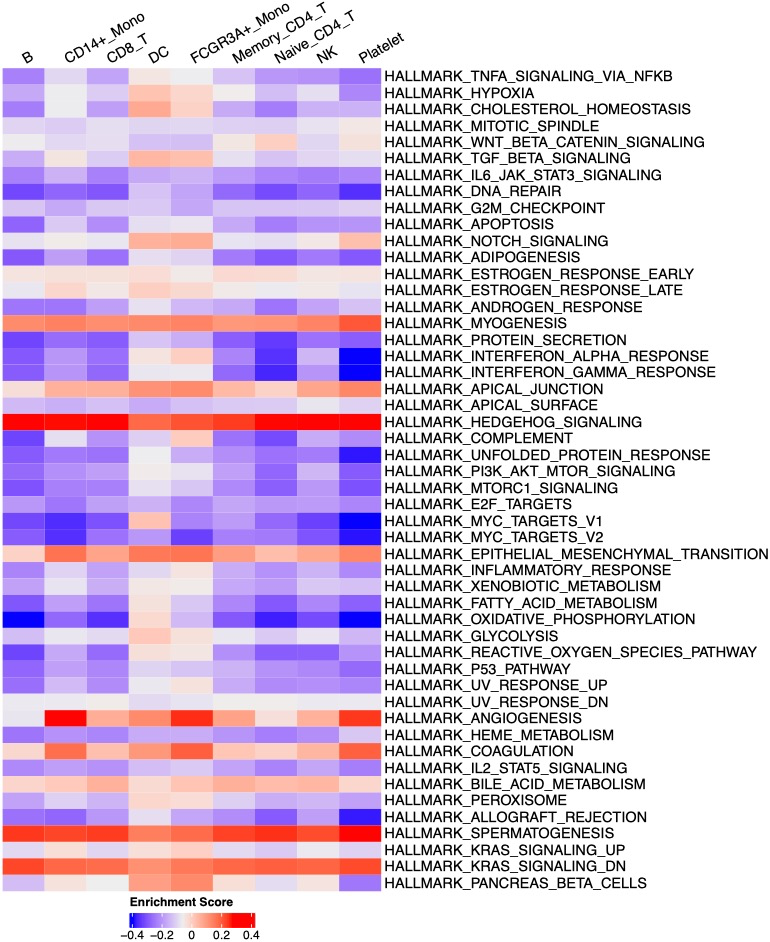 B
CD14+_Mono
CD8_T
DC
FCGR3A+_Mono
Memory_CD4_T
Naive_CD4_T
NK
Platelet
HALLMARK_TNFA_SIGNALING_VIA_NFKB
HALLMARK_HYPOXIA
HALLMARK_CHOLESTEROL_HOMEOSTASIS
HALLMARK_MITOTIC_SPINDLE
HALLMARK_WNT_BETA_CATENIN_SIGNALING
HALLMARK_TGF_BETA_SIGNALING
HALLMARK_IL6_JAK_STAT3_SIGNALING
HALLMARK_DNA_REPAIR
HALLMARK_G2M_CHECKPOINT
HALLMARK_APOPTOSIS
HALLMARK_NOTCH_SIGNALING
HALLMARK_ADIPOGENESIS
HALLMARK_ESTROGEN_RESPONSE_EARLY
HALLMARK_ESTROGEN_RESPONSE_LATE
HALLMARK_ANDROGEN_RESPONSE
HALLMARK_MYOGENESIS
HALLMARK_PROTEIN_SECRETION
HALLMARK_INTERFERON_ALPHA_RESPONSE
HALLMARK_INTERFERON_GAMMA_RESPONSE
HALLMARK_APICAL_JUNCTION
HALLMARK_APICAL_SURFACE
HALLMARK_HEDGEHOG_SIGNALING
HALLMARK_COMPLEMENT
HALLMARK_UNFOLDED_PROTEIN_RESPONSE
HALLMARK_PI3K_AKT_MTOR_SIGNALING
HALLMARK_MTORC1_SIGNALING
HALLMARK_E2F_TARGETS
HALLMARK_MYC_TARGETS_V1
HALLMARK_MYC_TARGETS_V2
HALLMARK_EPITHELIAL_MESENCHYMAL_TRANSITION
HALLMARK_INFLAMMATORY_RESPONSE
HALLMARK_XENOBIOTIC_METABOLISM
HALLMARK_FATTY_ACID_METABOLISM
HALLMARK_OXIDATIVE_PHOSPHORYLATION
HALLMARK_GLYCOLYSIS
HALLMARK_REACTIVE_OXYGEN_SPECIES_PATHWAY
HALLMARK_P53_PATHWAY
HALLMARK_UV_RESPONSE_UP
HALLMARK_UV_RESPONSE_DN
HALLMARK_ANGIOGENESIS
HALLMARK_HEME_METABOLISM
HALLMARK_COAGULATION
HALLMARK_IL2_STAT5_SIGNALING
HALLMARK_BILE_ACID_METABOLISM
HALLMARK_PEROXISOME
HALLMARK_ALLOGRAFT_REJECTION
HALLMARK_SPERMATOGENESIS
HALLMARK_KRAS_SIGNALING_UP
HALLMARK_KRAS_SIGNALING_DN
HALLMARK_PANCREAS_BETA_CELLS
Enrichment Score
−0.4 −0.2 0 0.2 0.4